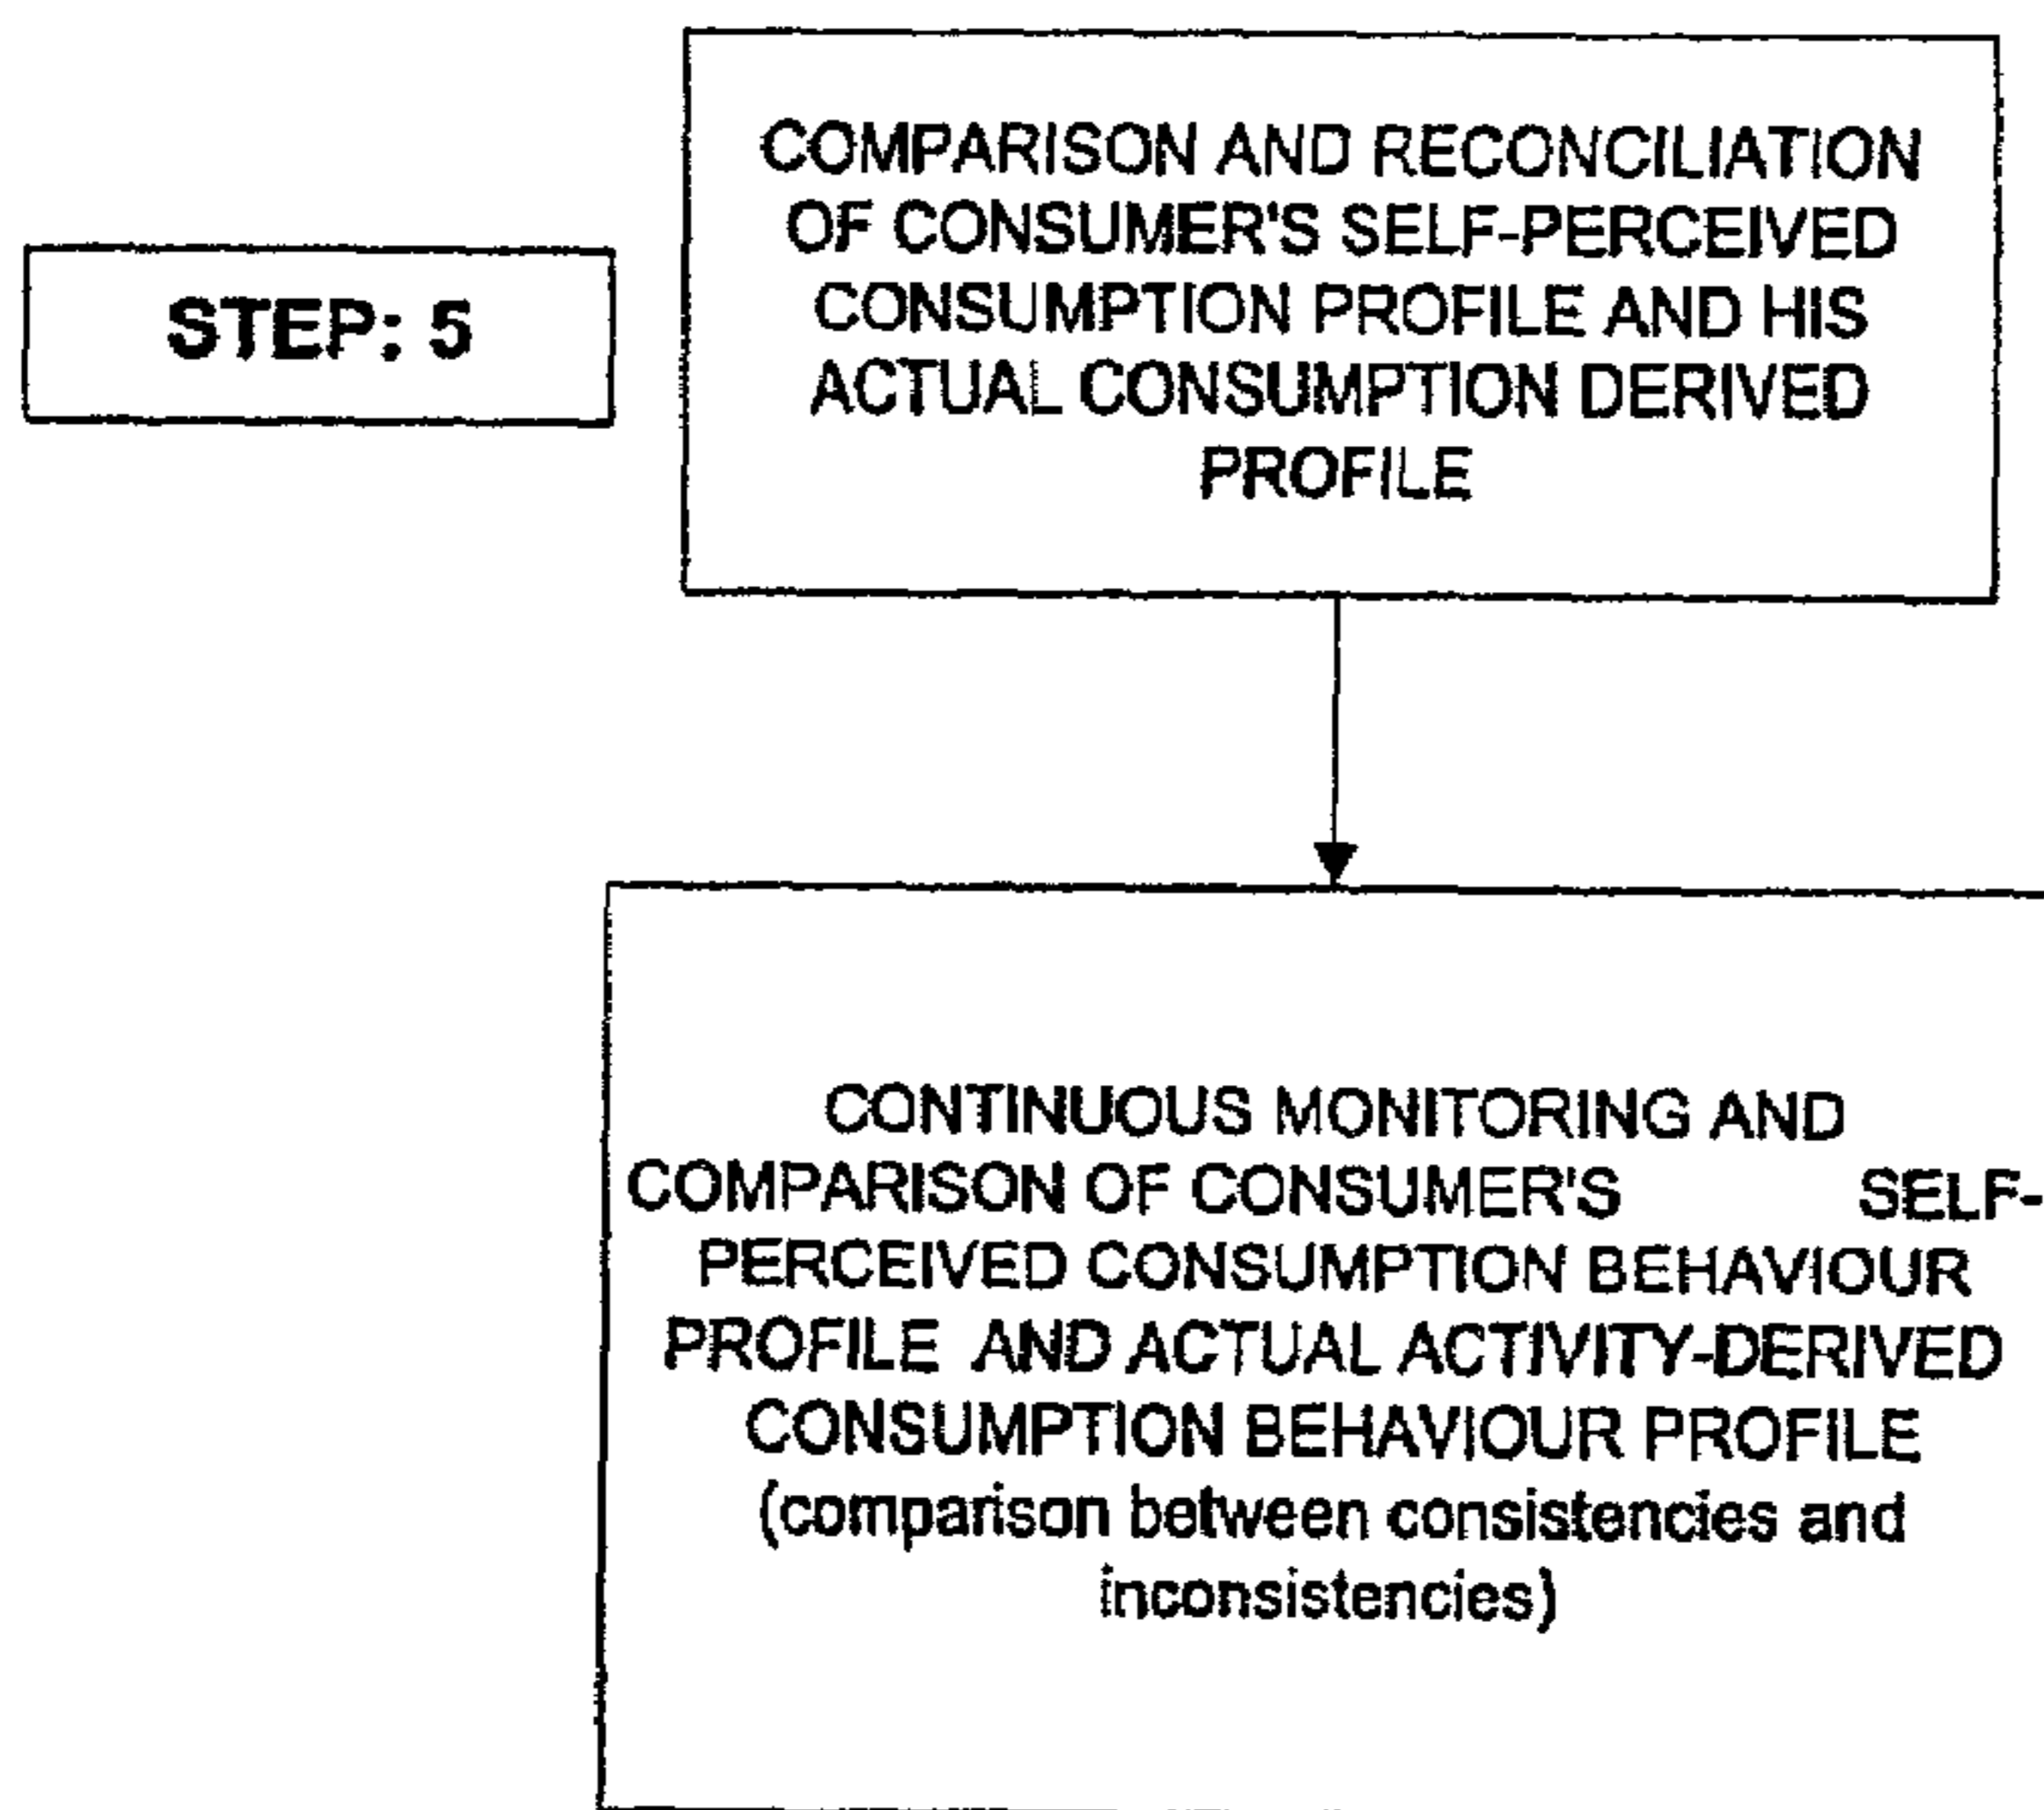 COMPARISON AND RECONCILIATION
OF CONSUMER'S SELF-PERCEIVED
CONSUMPTION PROFILE AND HIS
ACTUAL CONSUMPTION DERIVED
PROFILE
STEP: 5
CONTINUOUS MONITORING AND
COMPARISON OF CONSUMER'S SELF-
PERCEIVED CONSUMPTION BEHAVIOUR
PROFILE AND ACTUAL ACTIVITY-DERIVED
CONSUMPTION BEHAVIOUR PROFILE
(comparison between consistencies and
inconsistencies)